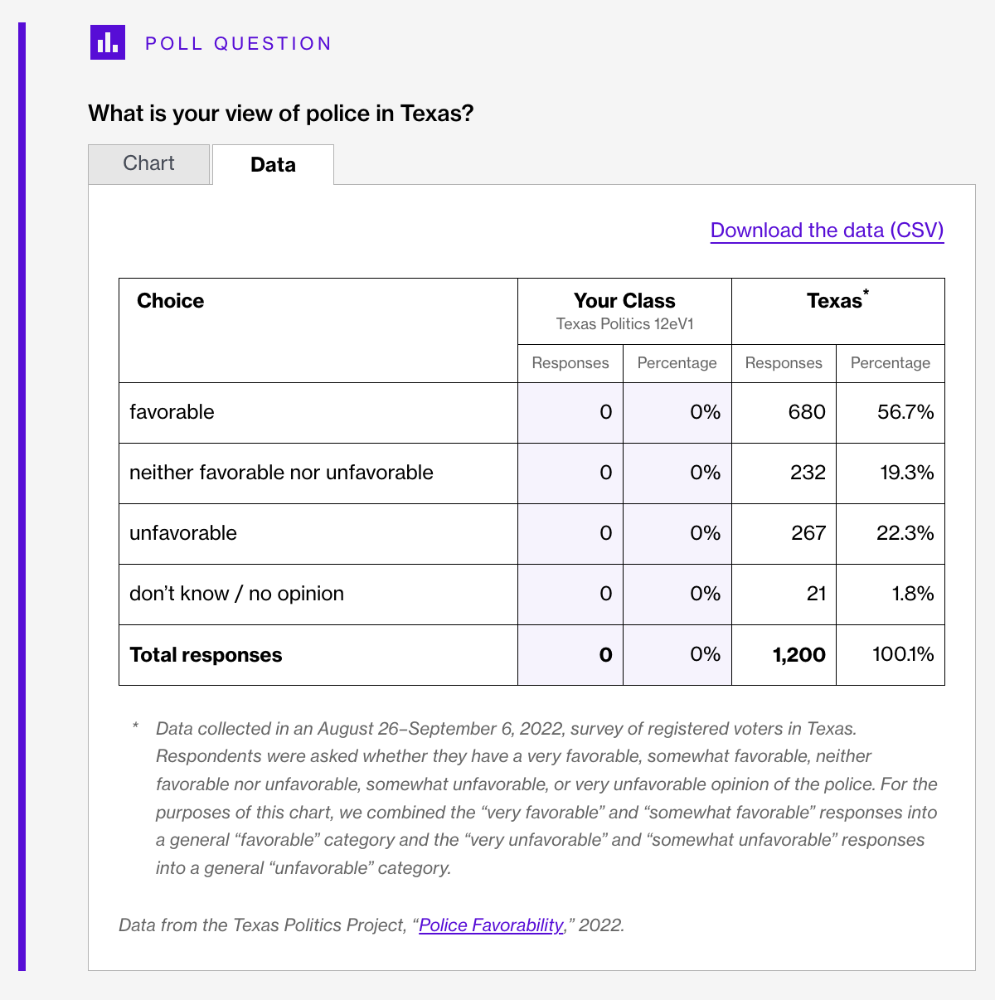 POLL QUESTION
What is your view of police in Texas?
Chart
Data
Download the data (CSV)
Choice
Your Class
Texas Politics 12eV1
Texas*
Responses Percentage Responses Percentage
favorable 0 0% 680 56.7%
neither favorable nor unfavorable 0 0% 232 19.3%
unfavorable 0 0% 267 22.3%
don’t know / no opinion 0 0% 21 1.8%
Total responses 0 0% 1,200 100.1%
* Data collected in an August 26–September 6, 2022, survey of registered voters in Texas.
Respondents were asked whether they have a very favorable, somewhat favorable, neither
favorable nor unfavorable, somewhat unfavorable, or very unfavorable opinion of the police. For the
purposes of this chart, we combined the “very favorable” and “somewhat favorable” responses into
a general “favorable” category and the “very unfavorable” and “somewhat unfavorable” responses
into a general “unfavorable” category.
Data from the Texas Politics Project, “Police Favorability,” 2022.